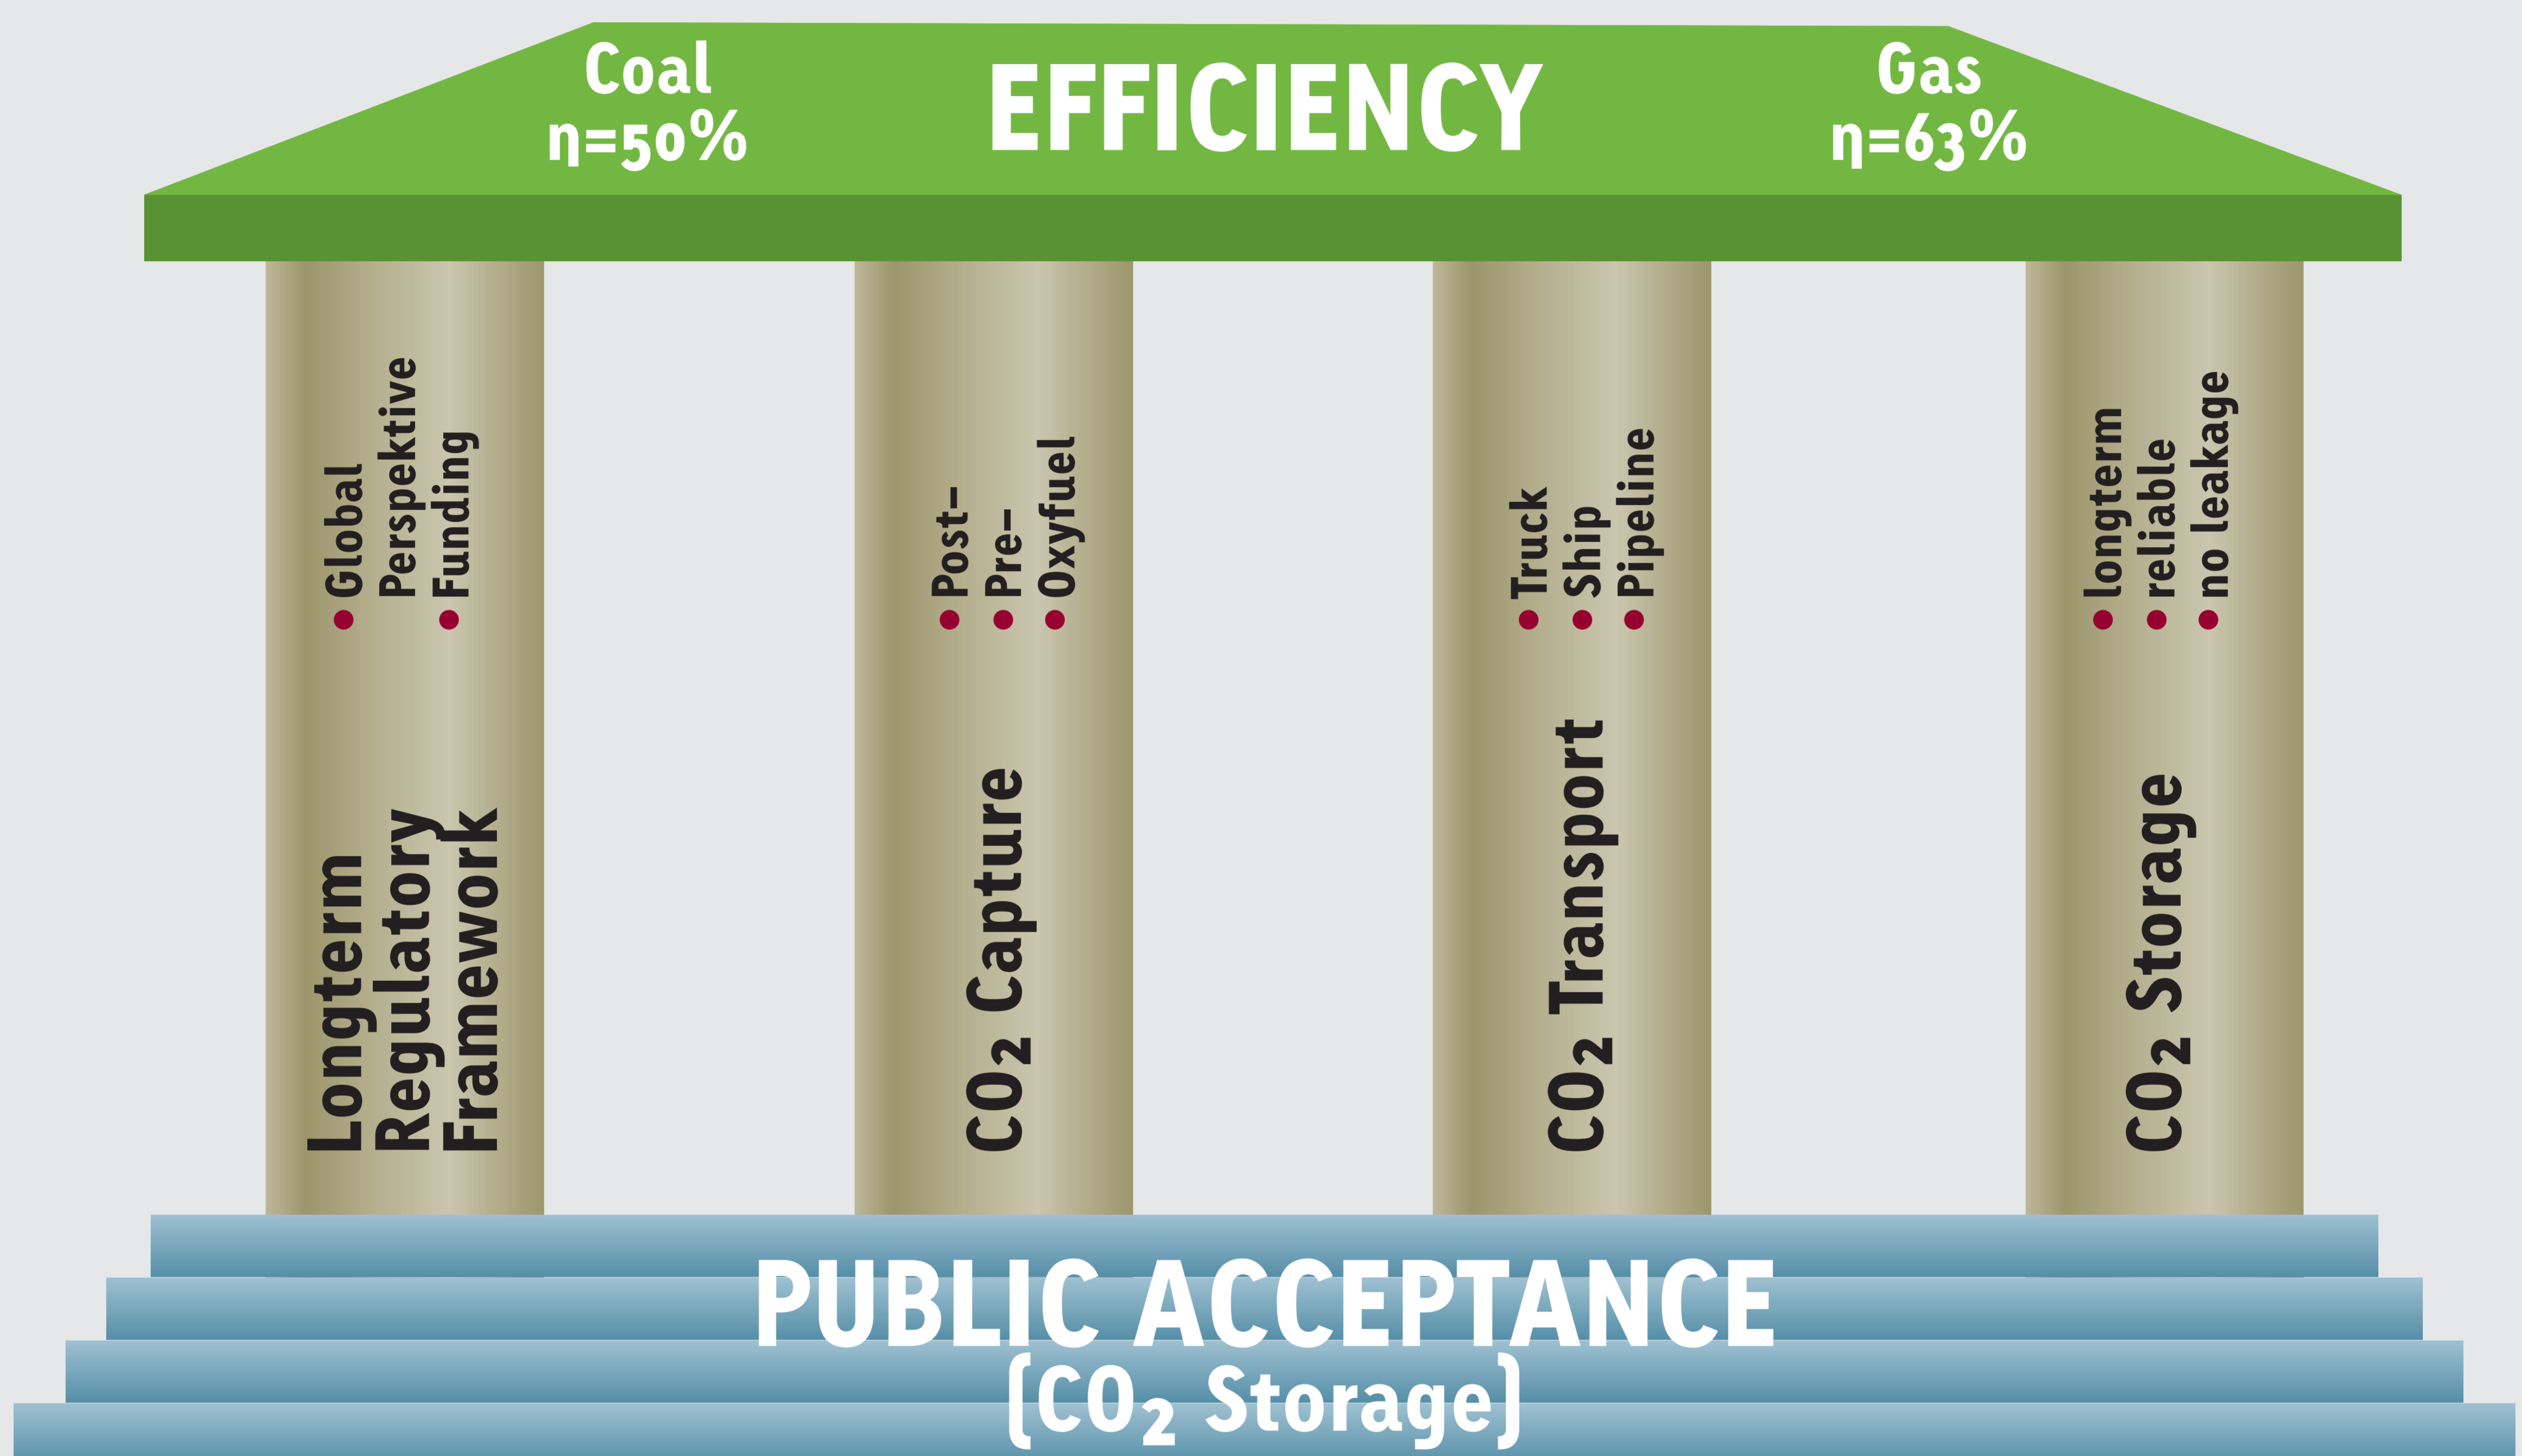 Coal
η=50%
EFFICIENCY
Gas
η=63%
Longterm
Regulatory
Framework
• Global
Perspektive
• Funding
CO₂ Capture
• Post–
• Pre–
• Oxyfuel
CO₂ Transport
• Truck
• Ship
• Pipeline
CO₂ Storage
• longterm
• reliable
• no leakage
PUBLIC ACCEPTANCE
(CO₂ Storage)